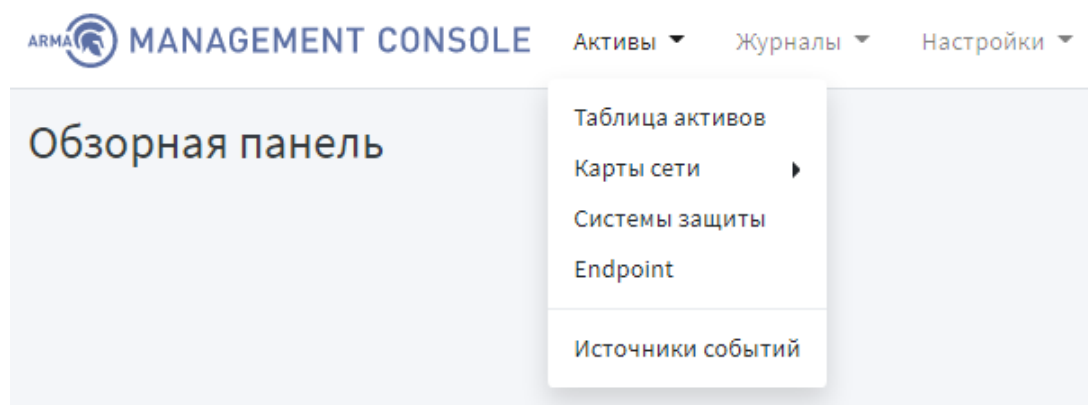 ARMA MANAGEMENT CONSOLE Активы Журналы Настройки
Обзорная панель
Таблица активов
Карты сети
Системы защиты
Endpoint
Источники событий